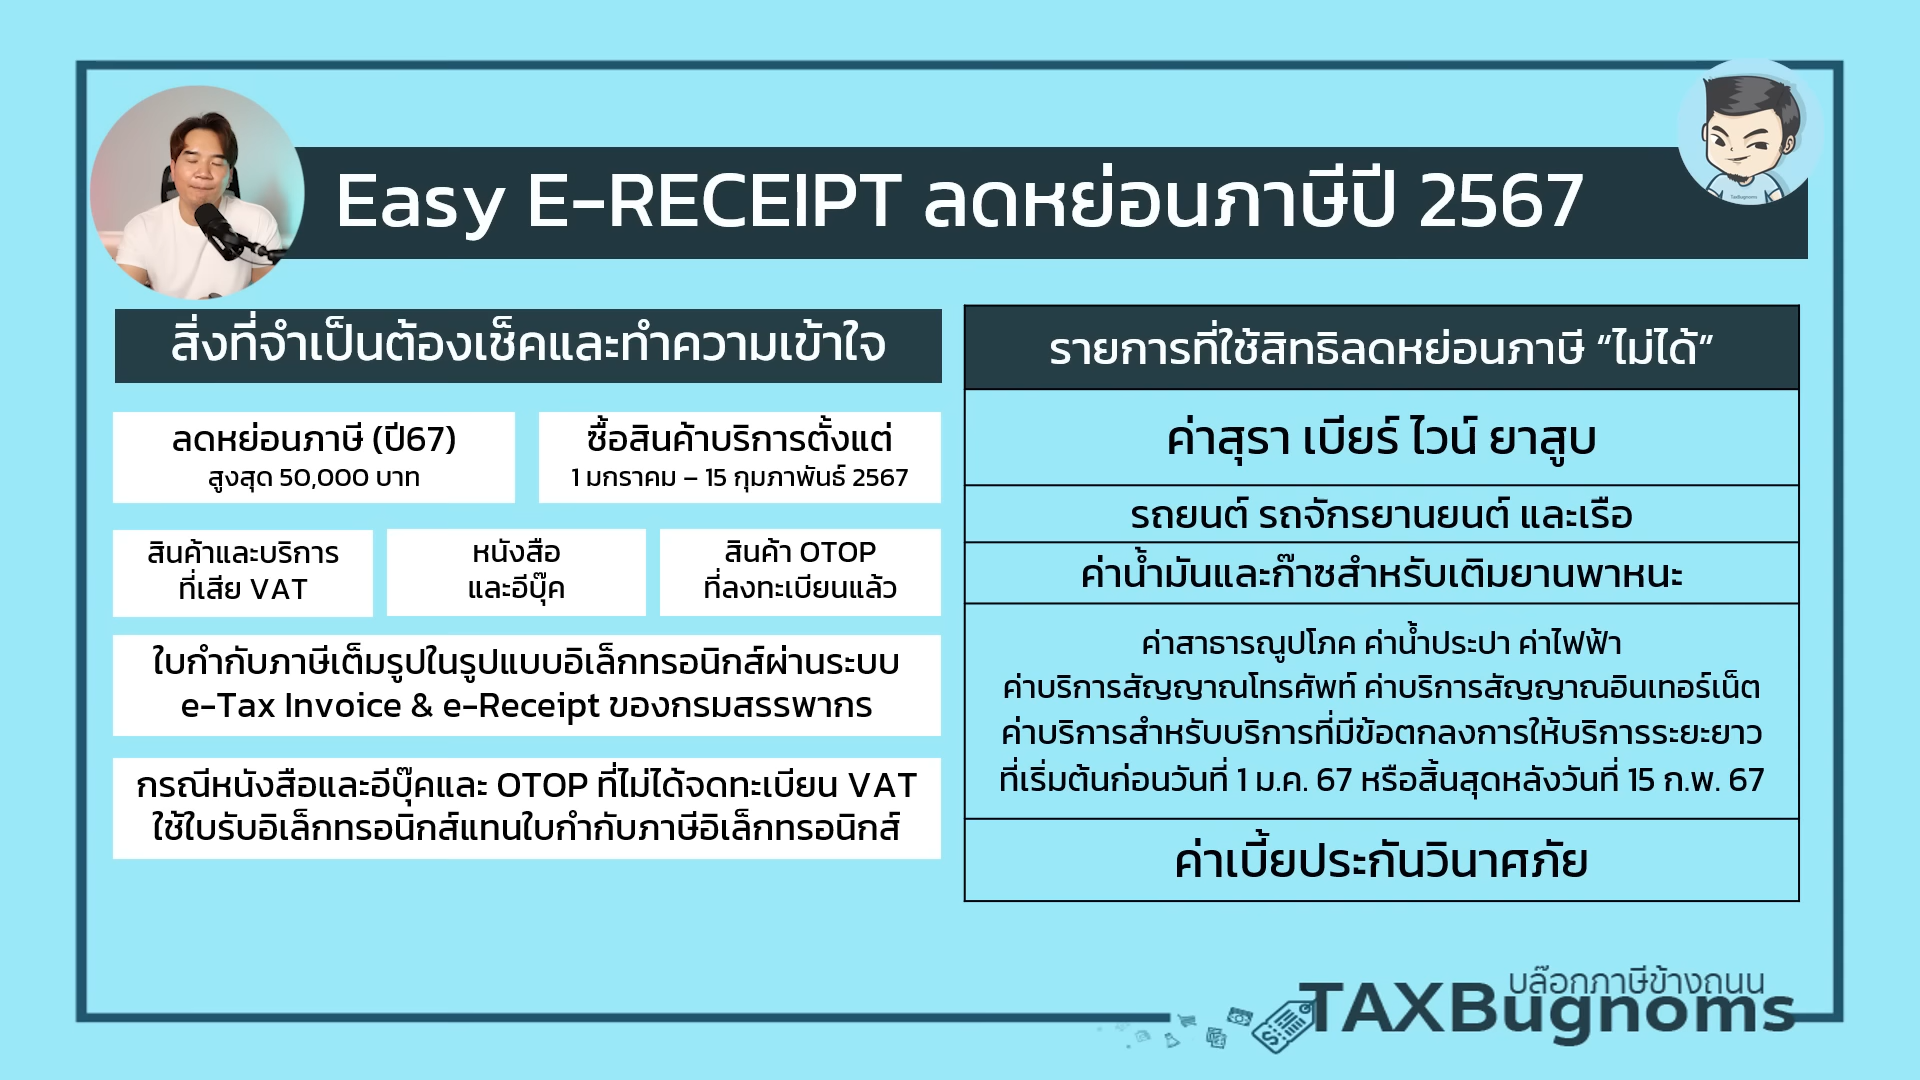 Easy E-RECEIPT ลดหย่อนภาษีปี 2567
สิ่งที่จำเป็นต้องเช็คและทำความเข้าใจ
ลดหย่อนภาษี (ปี67)
สูงสุด 50,000 บาท
ซื้อสินค้าบริการตั้งแต่
1 มกราคม – 15 กุมภาพันธ์ 2567
สินค้าและบริการ
ที่เสีย VAT
หนังสือ
และอีบุ๊ค
สินค้า OTOP
ที่ลงทะเบียนแล้ว
ใบกำกับภาษีเต็มรูปในรูปแบบอิเล็กทรอนิกส์ผ่านระบบ
e-Tax Invoice & e-Receipt ของกรมสรรพากร
กรณีหนังสือและอีบุ๊คและ OTOP ที่ไม่ได้จดทะเบียน VAT
ใช้ใบรับอิเล็กทรอนิกส์แทนใบกำกับภาษีอิเล็กทรอนิกส์
รายการที่ใช้สิทธิลดหย่อนภาษี “ไม่ได้”
ค่าสุรา เบียร์ ไวน์ ยาสูบ
รถยนต์ รถจักรยานยนต์ และเรือ
ค่าน้ำมันและก๊าซสำหรับเติมยานพาหนะ
ค่าสาธารณูปโภค ค่าน้ำประปา ค่าไฟฟ้า
ค่าบริการสัญญาณโทรศัพท์ ค่าบริการสัญญาณอินเทอร์เน็ต
ค่าบริการสำหรับบริการที่มีข้อตกลงการให้บริการระยะยาว
ที่เริ่มต้นก่อนวันที่ 1 ม.ค. 67 หรือสิ้นสุดหลังวันที่ 15 ก.พ. 67
ค่าเบี้ยประกันวินาศภัย
บล๊อกภาษีข้างถนน
TAXBugnoms